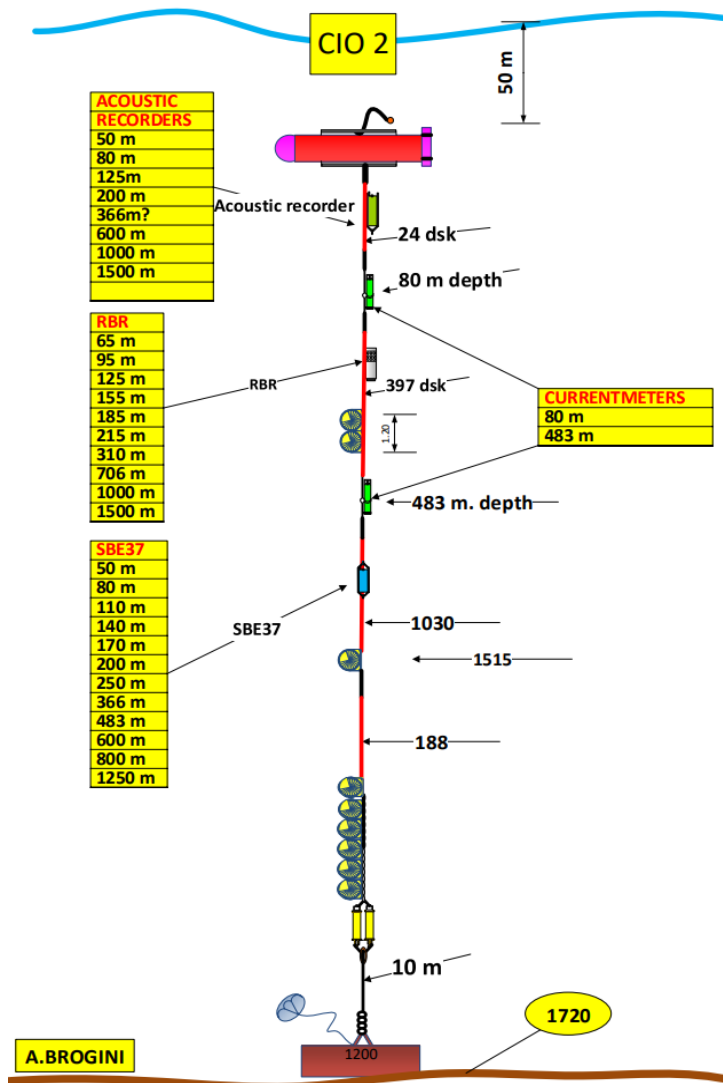 CIO 2
50 m
ACOUSTIC
RECORDERS
50 m
80 m
125m
200 m
366m?
600 m
1000 m
1500 m
Acoustic recorder
24 dsk
80 m depth
RBR
65 m
95 m
125 m
155 m
185 m
215 m
310 m
706 m
1000 m
1500 m
RBR
397 dsk
1.20
CURRENTMETERS
80 m
483 m
483 m. depth
SBE37
50 m
80 m
110 m
140 m
170 m
200 m
250 m
366 m
483 m
600 m
800 m
1250 m
SBE37
1030
1515
188
10 m
1200
1720
A.BROGINI